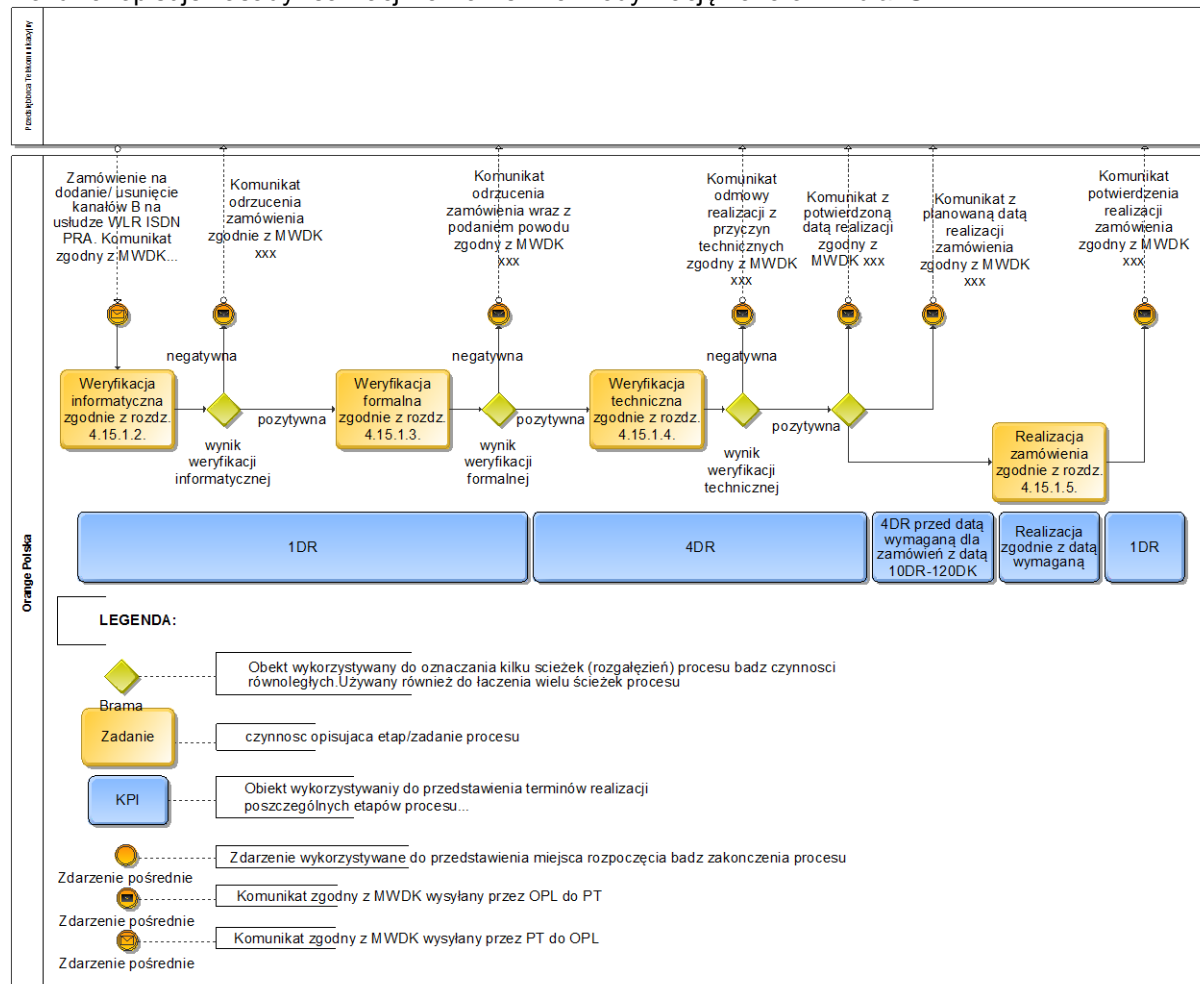 Przedsiębiorca Telekomunikacyjny
Orange Polska
Zamówienie na
dodanie/ usunięcie
kanałów B na
usłudze WLR ISDN
PRA. Komunikat
zgodny z MWDK...
Komunikat
odrzucenia
zamówienia
zgodnie z MWDK
xxx
Komunikat
odrzucenia
zamówienia wraz z
podaniem powodu
zgodny z MWDK
xxx
Komunikat
odmowy
realizacji z
przyczyn
technicznych
zgodny z MWDK
xxx
Komunikat z
potwierdzoną
datą realizacji
zgodny z
MWDK xxx
Komunikat z
planowaną datą
realizacji
zamówienia
zgodny z MWDK
xxx
Komunikat
potwierdzenia
realizacji
zamówienia
zgodny z MWDK
xxx
negatywna
negatywna
negatywna
Weryfikacja
informatyczna
zgodnie z rozdz.
4.15.1.2.
pozytywna
wynik
weryfikacji
informatycznej
Weryfikacja
formalna
zgodnie z rozdz.
4.15.1.3.
pozytywna
wynik
weryfikacji
formalnej
Weryfikacja
techniczna
zgodnie z rozdz.
4.15.1.4.
pozytywna
wynik
weryfikacji
technicznej
Realizacja
zamówienia
zgodnie z rozdz.
4.15.1.5.
1DR
4DR
4DR przed datą
wymaganą dla
zamówień z datą
10DR-120DK
Realizacja
zgodnie z datą
wymaganą
1DR
LEGENDA:
Brama
Obekt wykorzystywany do oznaczania kilku scieżek (rozgałęzień) procesu badz czynnosci
równoległych.Używany również do łaczenia wielu ścieżek procesu
Zadanie
czynnosc opisujaca etap/zadanie procesu
KPI
Obiekt wykorzystywaniy do przedstawienia terminów realizacji
poszczególnych etapów procesu...
Zdarzenie pośrednie
Zdarzenie wykorzystywane do przedstawienia miejsca rozpoczęcia badz zakonczenia procesu
Zdarzenie pośrednie
Komunikat zgodny z MWDK wysyłany przez OPL do PT
Zdarzenie pośrednie
Komunikat zgodny z MWDK wysyłany przez PT do OPL